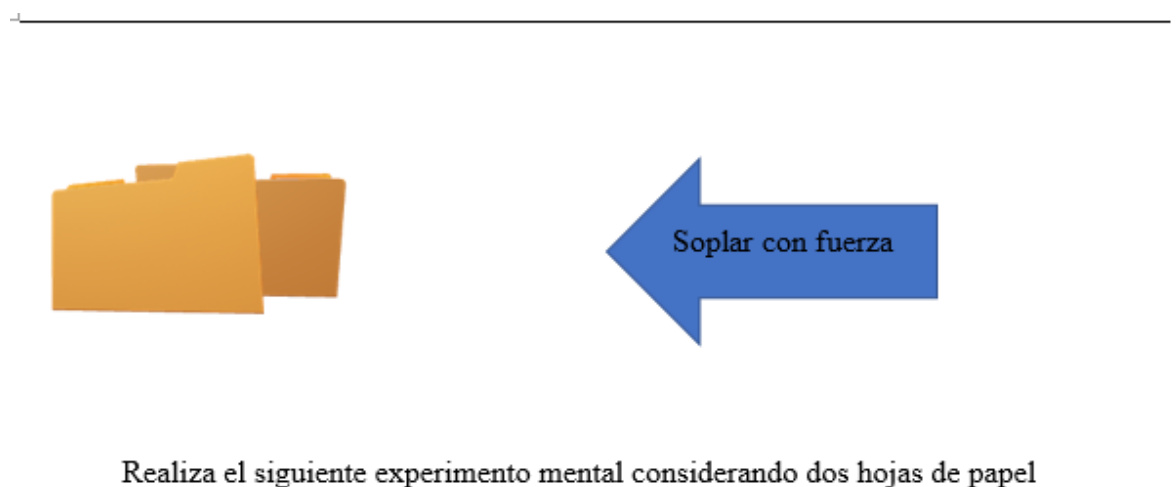 Soplar con fuerza
Realiza el siguiente experimento mental considerando dos hojas de papel